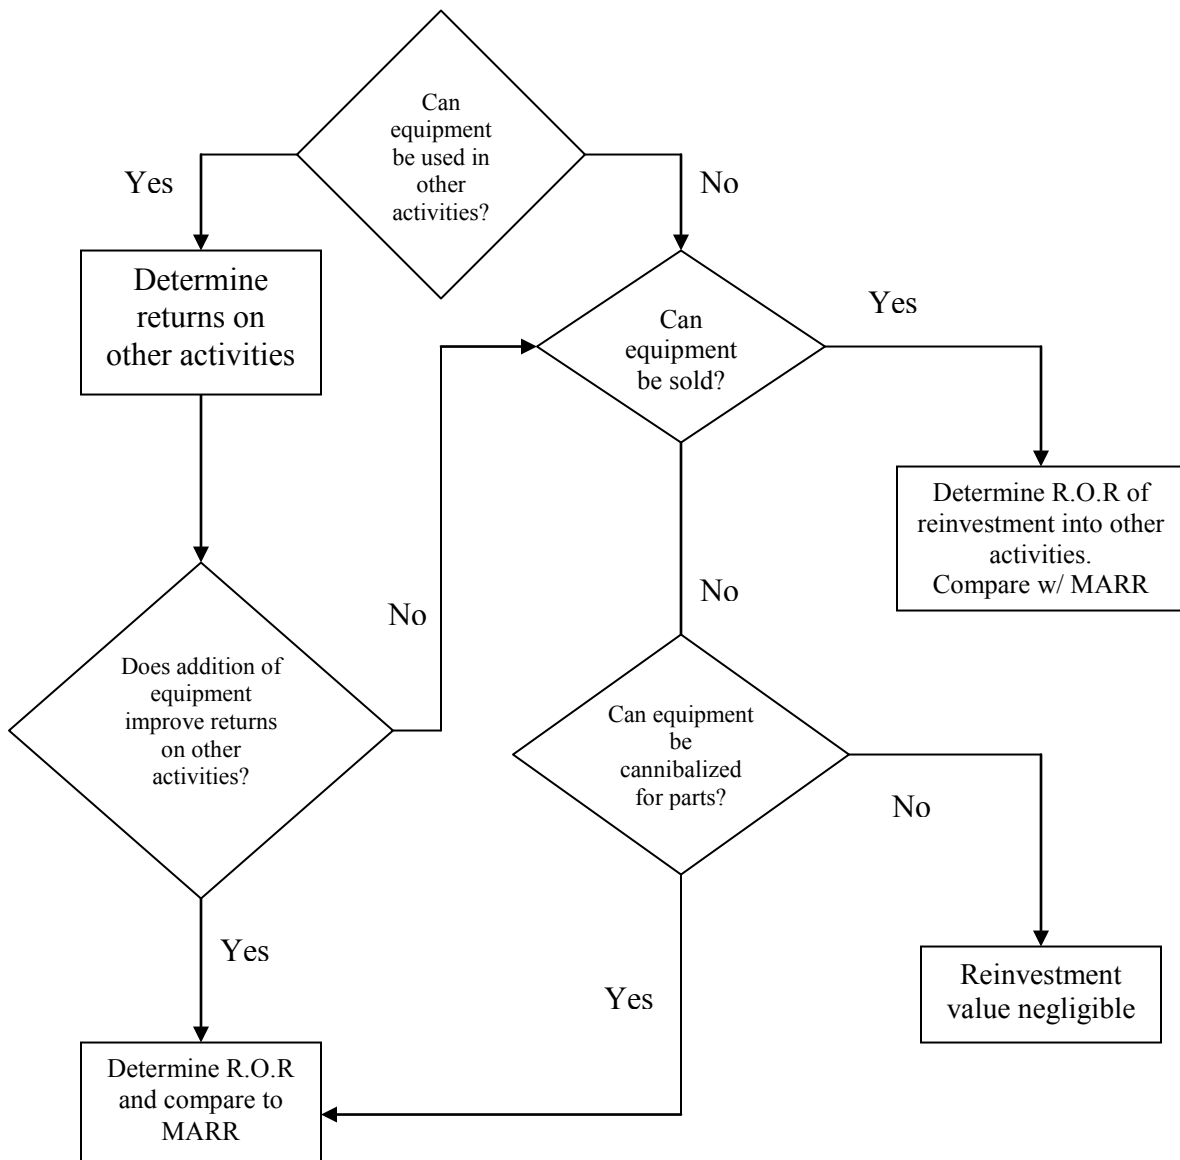 Can
equipment
be used in
other
activities?
Yes
No
Determine
returns on
other activities
Can
equipment
be sold?
Yes
Determine R.O.R of
reinvestment into other
activities.
Compare w/ MARR
No
No
Does addition of
equipment
improve returns
on other
activities?
Can equipment
be
cannibalized
for parts?
No
Yes
Yes
Reinvestment
value negligible
Determine R.O.R
and compare to
MARR